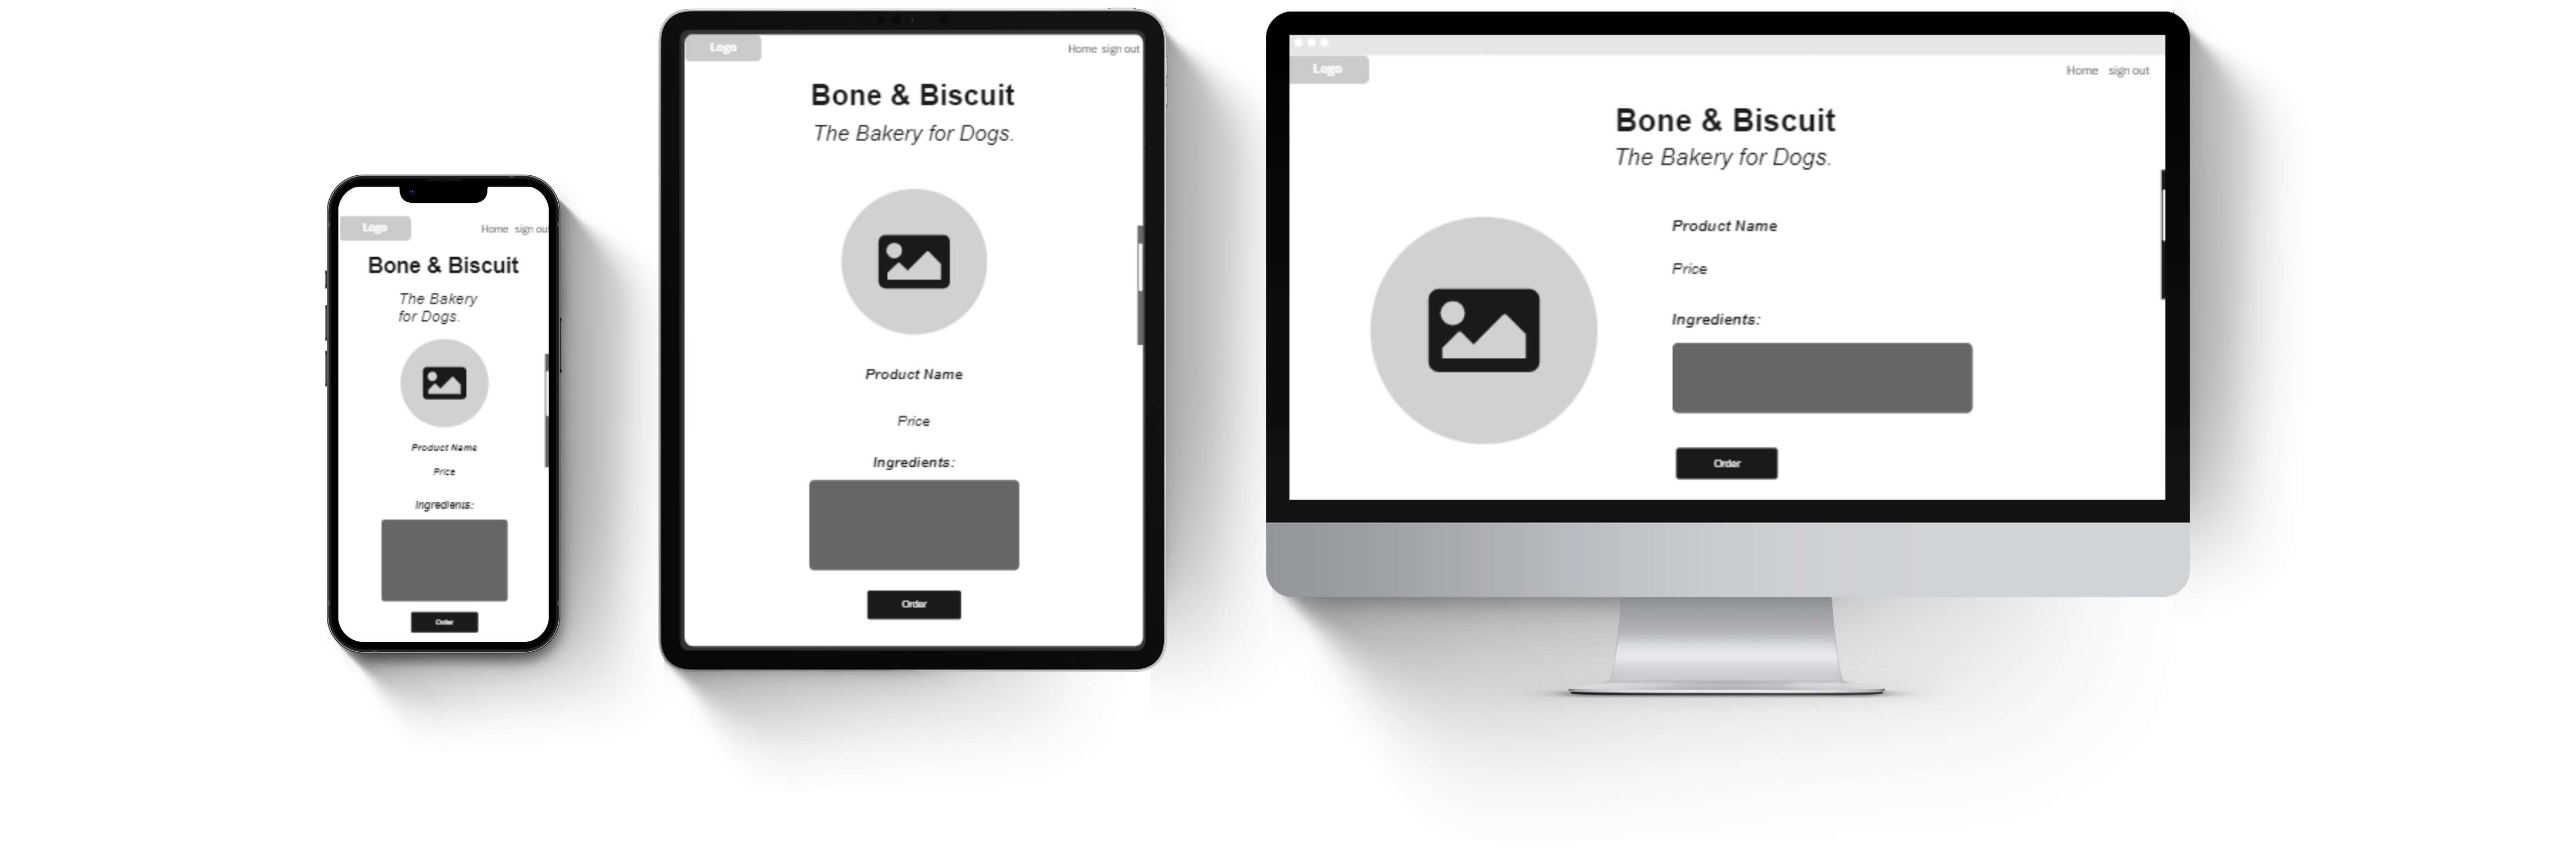 Logo
Home sign ou
Bone & Biscuit
The Bakery
for Dogs.
Product Name
Price
Ingredients:
Order
Logo
Home sign out
Bone & Biscuit
The Bakery for Dogs.
Product Name
Price
Ingredients:
Order
Logo
Home sign out
Bone & Biscuit
The Bakery for Dogs.
Product Name
Price
Ingredients:
Order